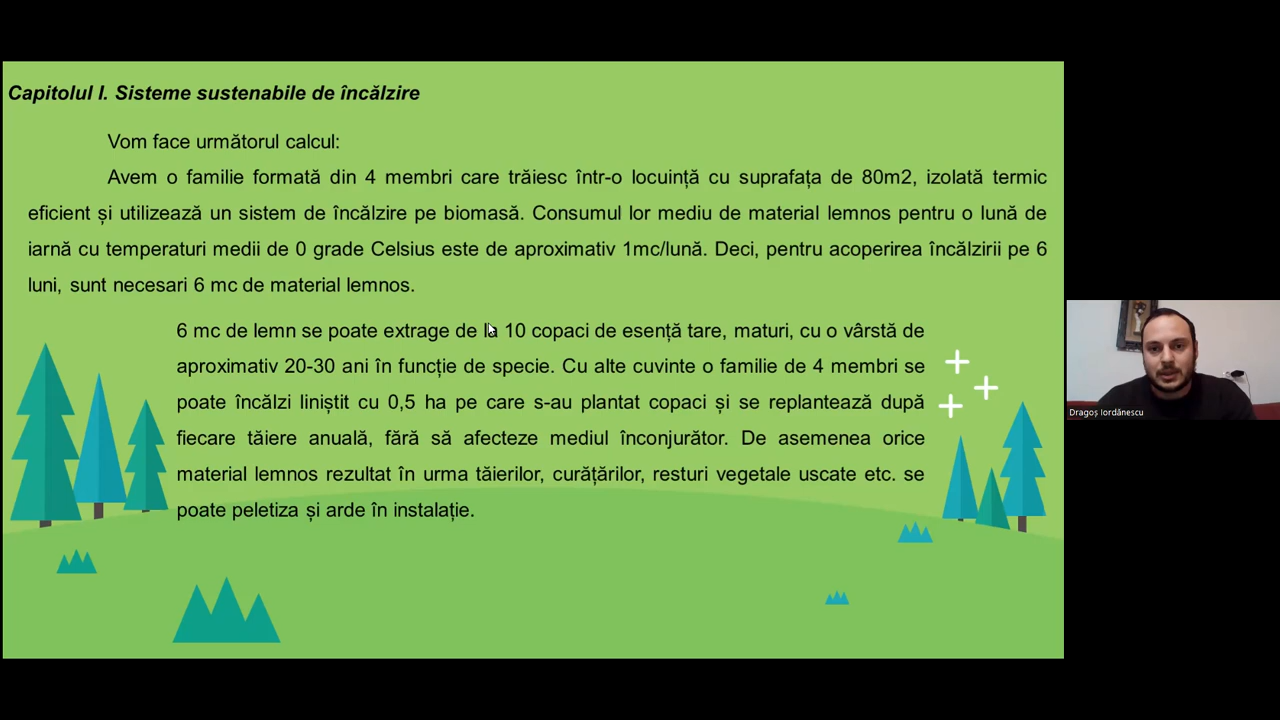 Capitolul I. Sisteme sustenabile de încălzire
Vom face următorul calcul:
Avem o familie formată din 4 membri care trăiesc într-o locuință cu suprafața de 80m2, izolată termic
eficient și utilizează un sistem de încălzire pe biomasă. Consumul lor mediu de material lemnos pentru o lună de
iarnă cu temperaturi medii de 0 grade Celsius este de aproximativ 1mc/lună. Deci, pentru acoperirea încălzirii pe 6
luni, sunt necesari 6 mc de material lemnos.
6 mc de lemn se poate extrage de la 10 copaci de esență tare, maturi, cu o vârstă de
aproximativ 20-30 ani în funcție de specie. Cu alte cuvinte o familie de 4 membri se
poate încălzi liniștit cu 0,5 ha pe care s-au plantat copaci și se replantează după
fiecare tăiere anuală, fără să afecteze mediul înconjurător. De asemenea orice
material lemnos rezultat în urma tăierilor, curățărilor, resturi vegetale uscate etc. se
poate peletiza și arde în instalație.
Dragoș Iordănescu